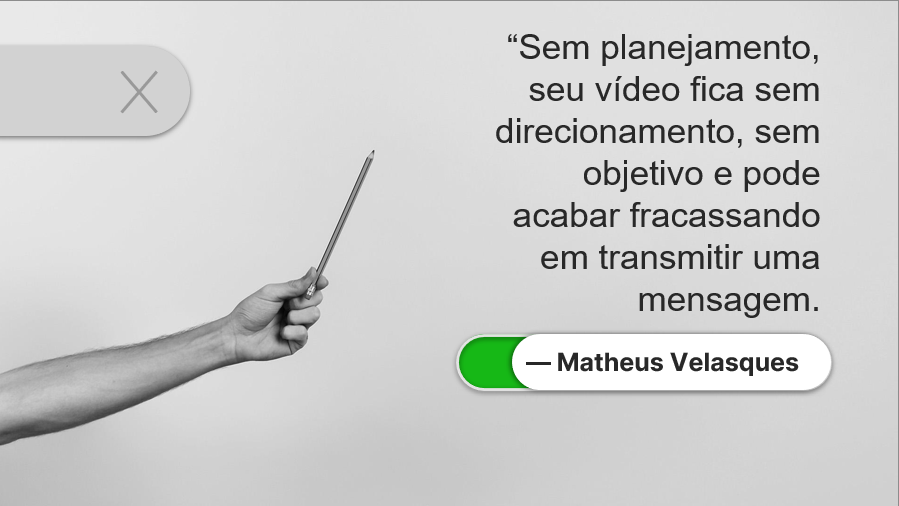 “Sem planejamento,
seu vídeo fica sem
direcionamento, sem
objetivo e pode
acabar fracassando
em transmitir uma
mensagem.
— Matheus Velasques